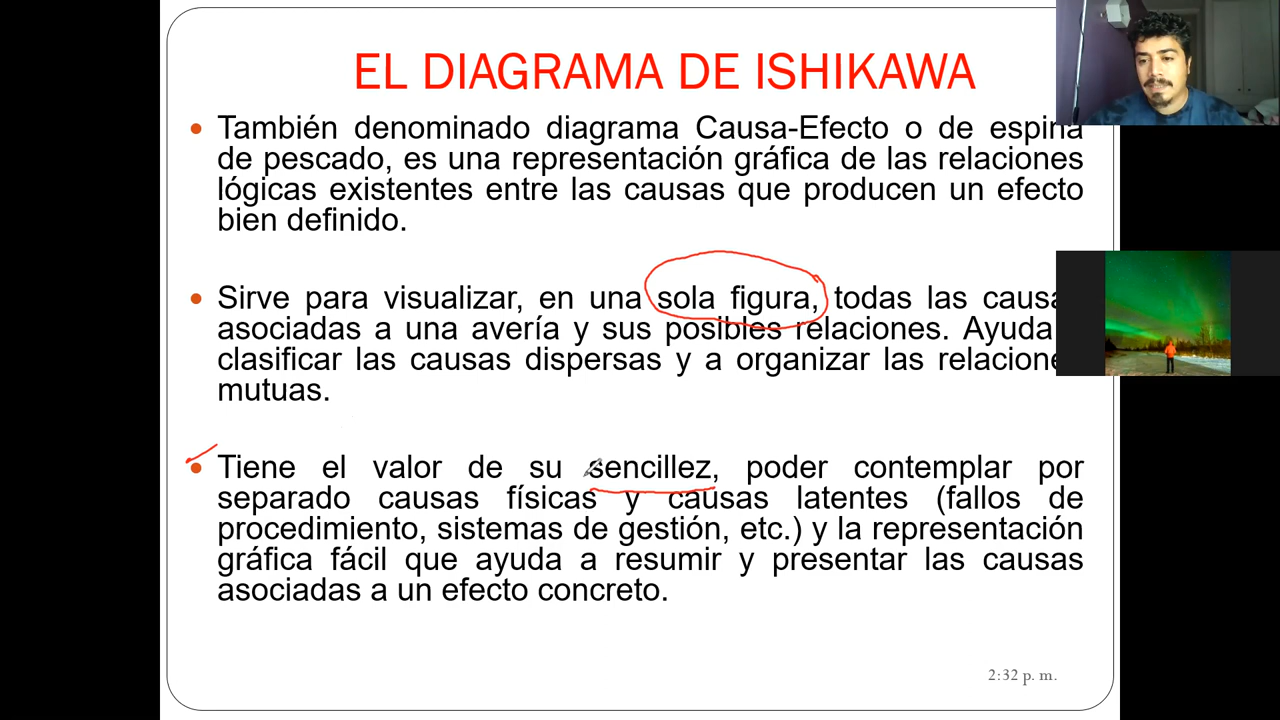 EL DIAGRAMA DE ISHIKAWA
• También denominado diagrama Causa-Efecto o de espina
de pescado, es una representación gráfica de las relaciones
lógicas existentes entre las causas que producen un efecto
bien definido.
• Sirve para visualizar, en una sola figura, todas las causa
asociadas a una avería y sus posibles relaciones. Ayuda
clasificar las causas dispersas y a organizar las relacione
mutuas.
• Tiene el valor de su sencillez, poder contemplar por
separado causas físicas y causas latentes (fallos de
procedimiento, sistemas de gestión, etc.) y la representación
gráfica fácil que ayuda a resumir y presentar las causas
asociadas a un efecto concreto.
2:32 p. m.